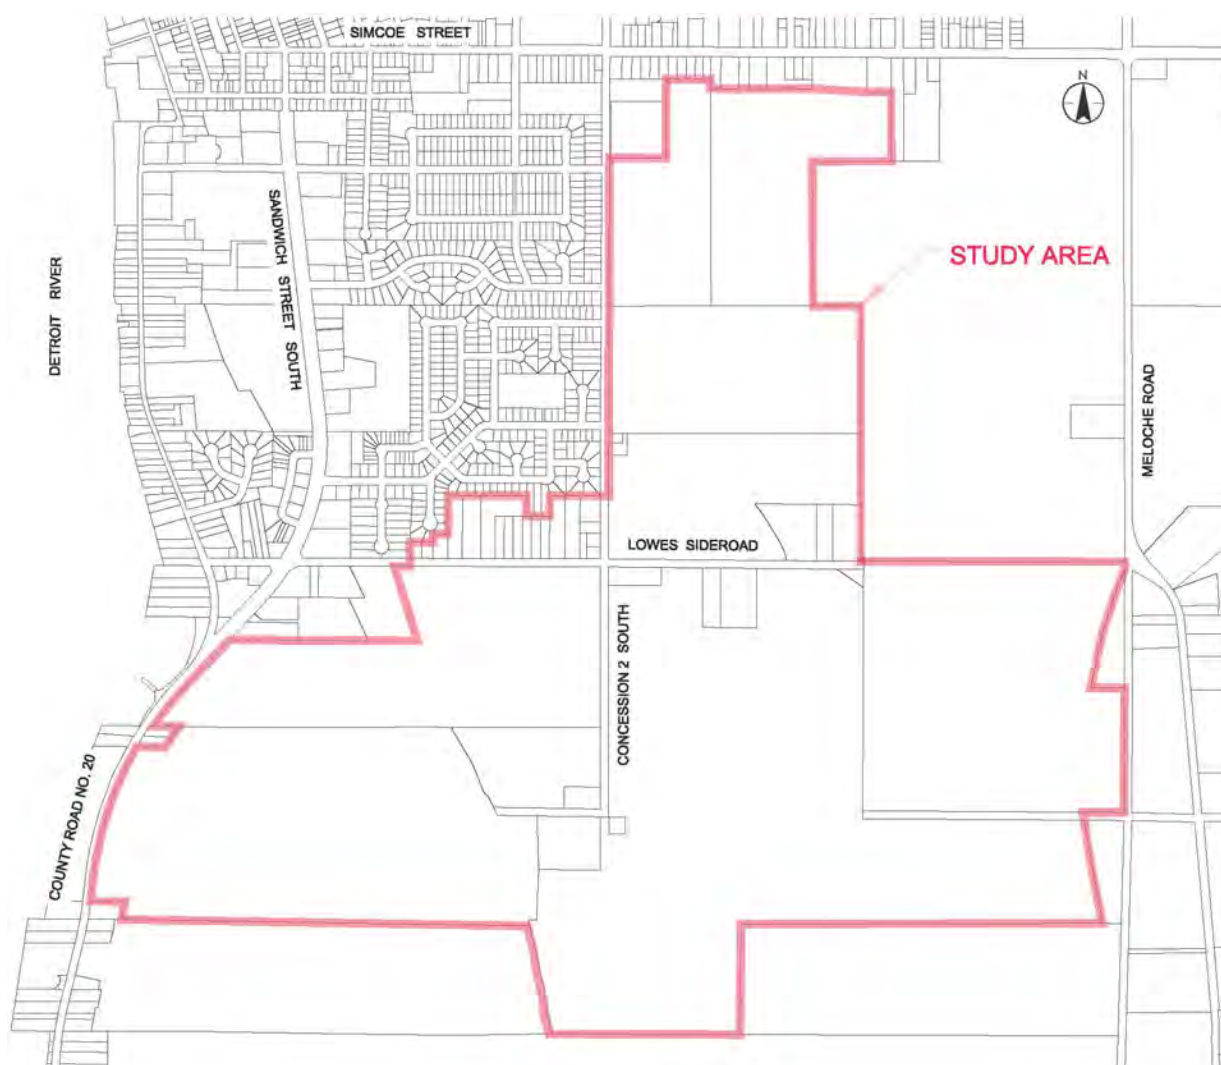 SIMCOE STREET
N
STUDY AREA
SANDWICH STREET SOUTH
DETROIT RIVER
MELOCHE ROAD
LOWES SIDEROAD
CONCESSION 2 SOUTH
COUNTY ROAD NO. 20